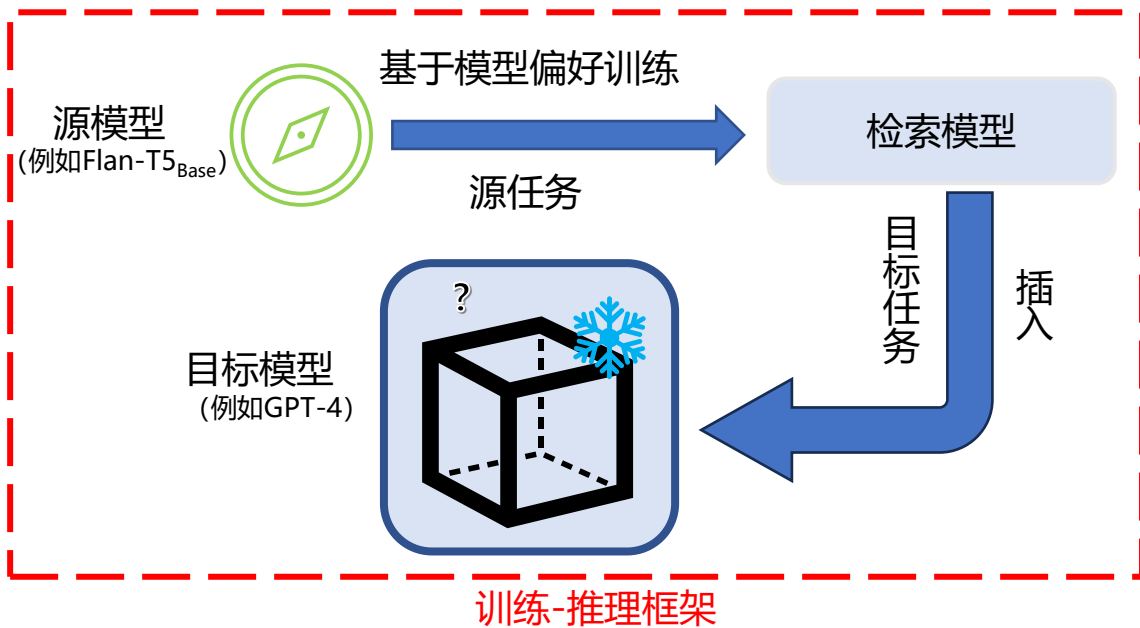 基于模型偏好训练
源模型
（例如Flan-T5Base）
源任务
检索模型
目标任务
插入
?
目标模型
（例如GPT-4）
训练-推理框架